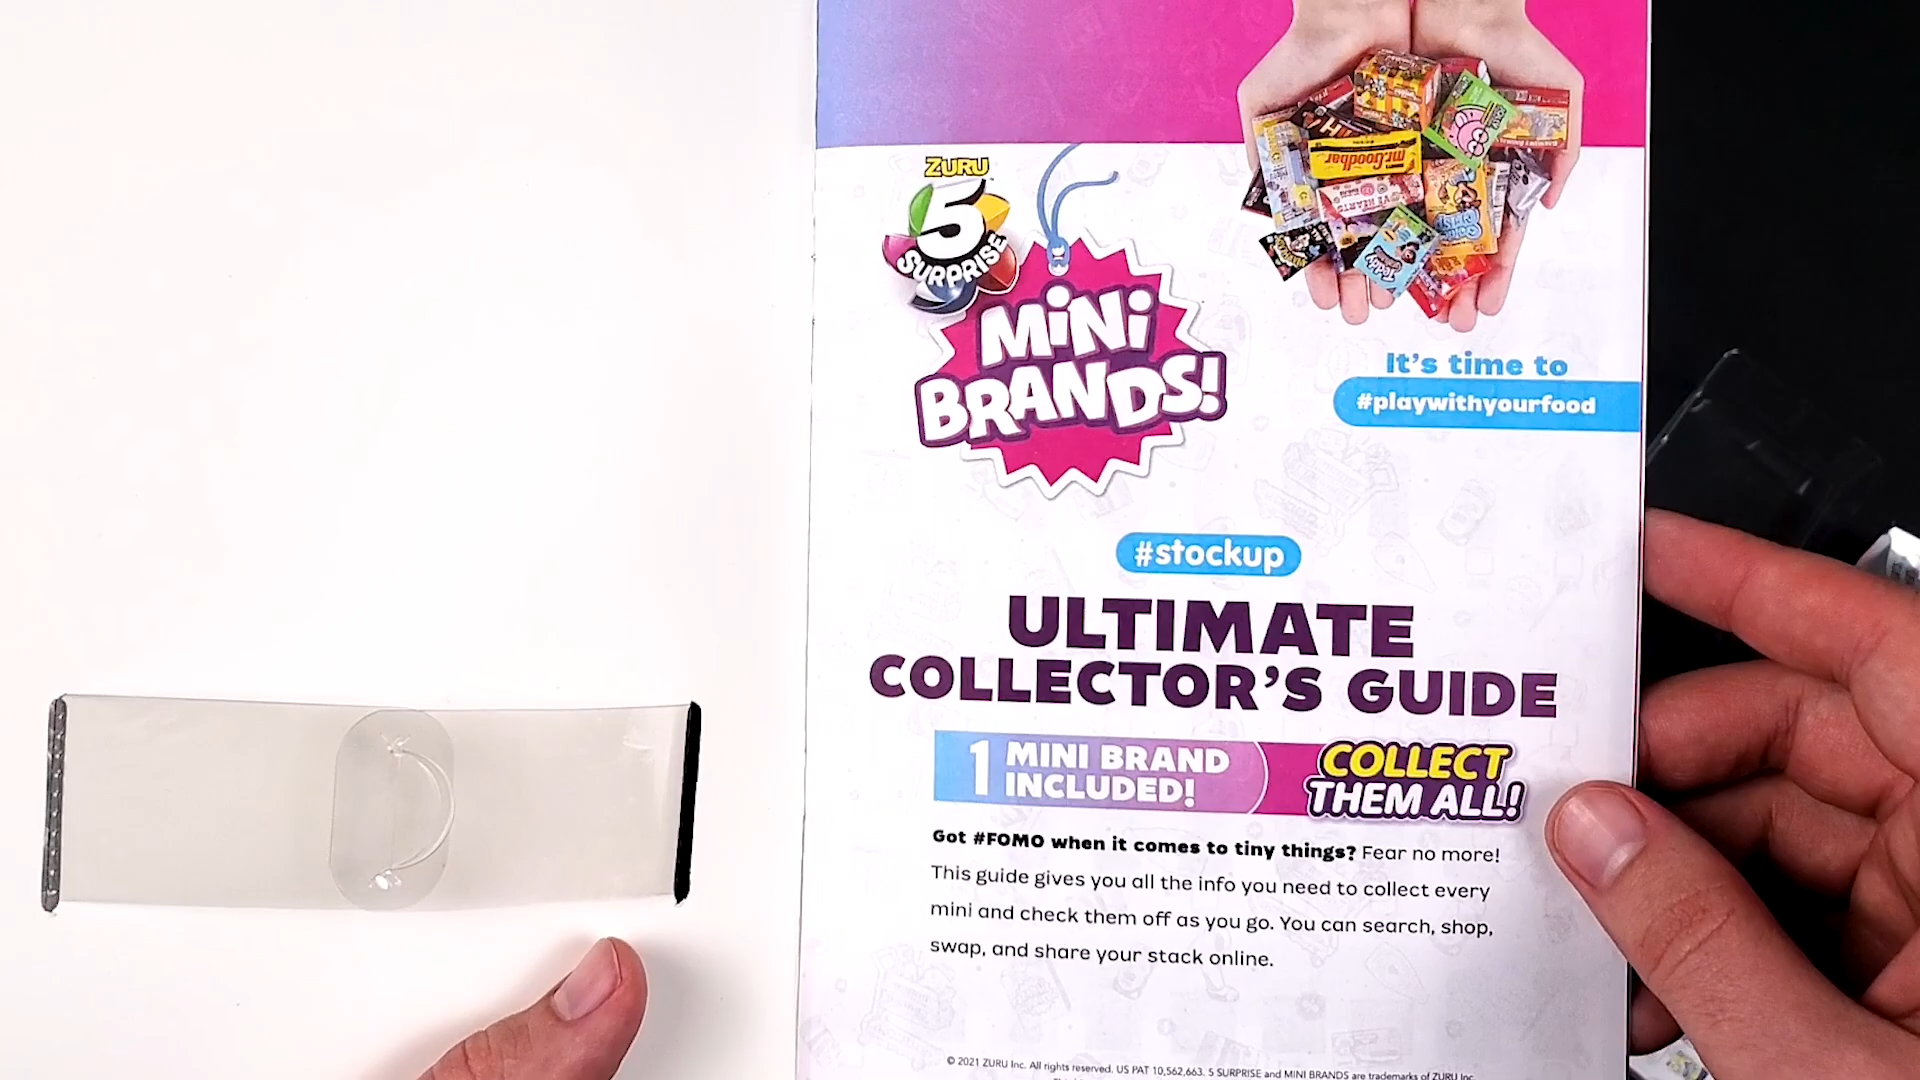 ZURU
5
SURPRISE
MiNi
BRANDS!
mr.Goodbar
LOVE HEARTS
It's time to
#playwithyourfood
#stockup
ULTIMATE
COLLECTOR'S GUIDE
1 MINI BRAND
INCLUDED!
COLLECT
THEM ALL!
Got #FOMO when it comes to tiny things? Fear no more!
This guide gives you all the info you need to collect every
mini and check them off as you go. You can search, shop,
swap, and share your stack online.
© 2021 ZURU Inc. All rights reserved. US PAT 10,562,663. 5 SURPRISE and MINI BRANDS are trademarks of ZURU Inc.